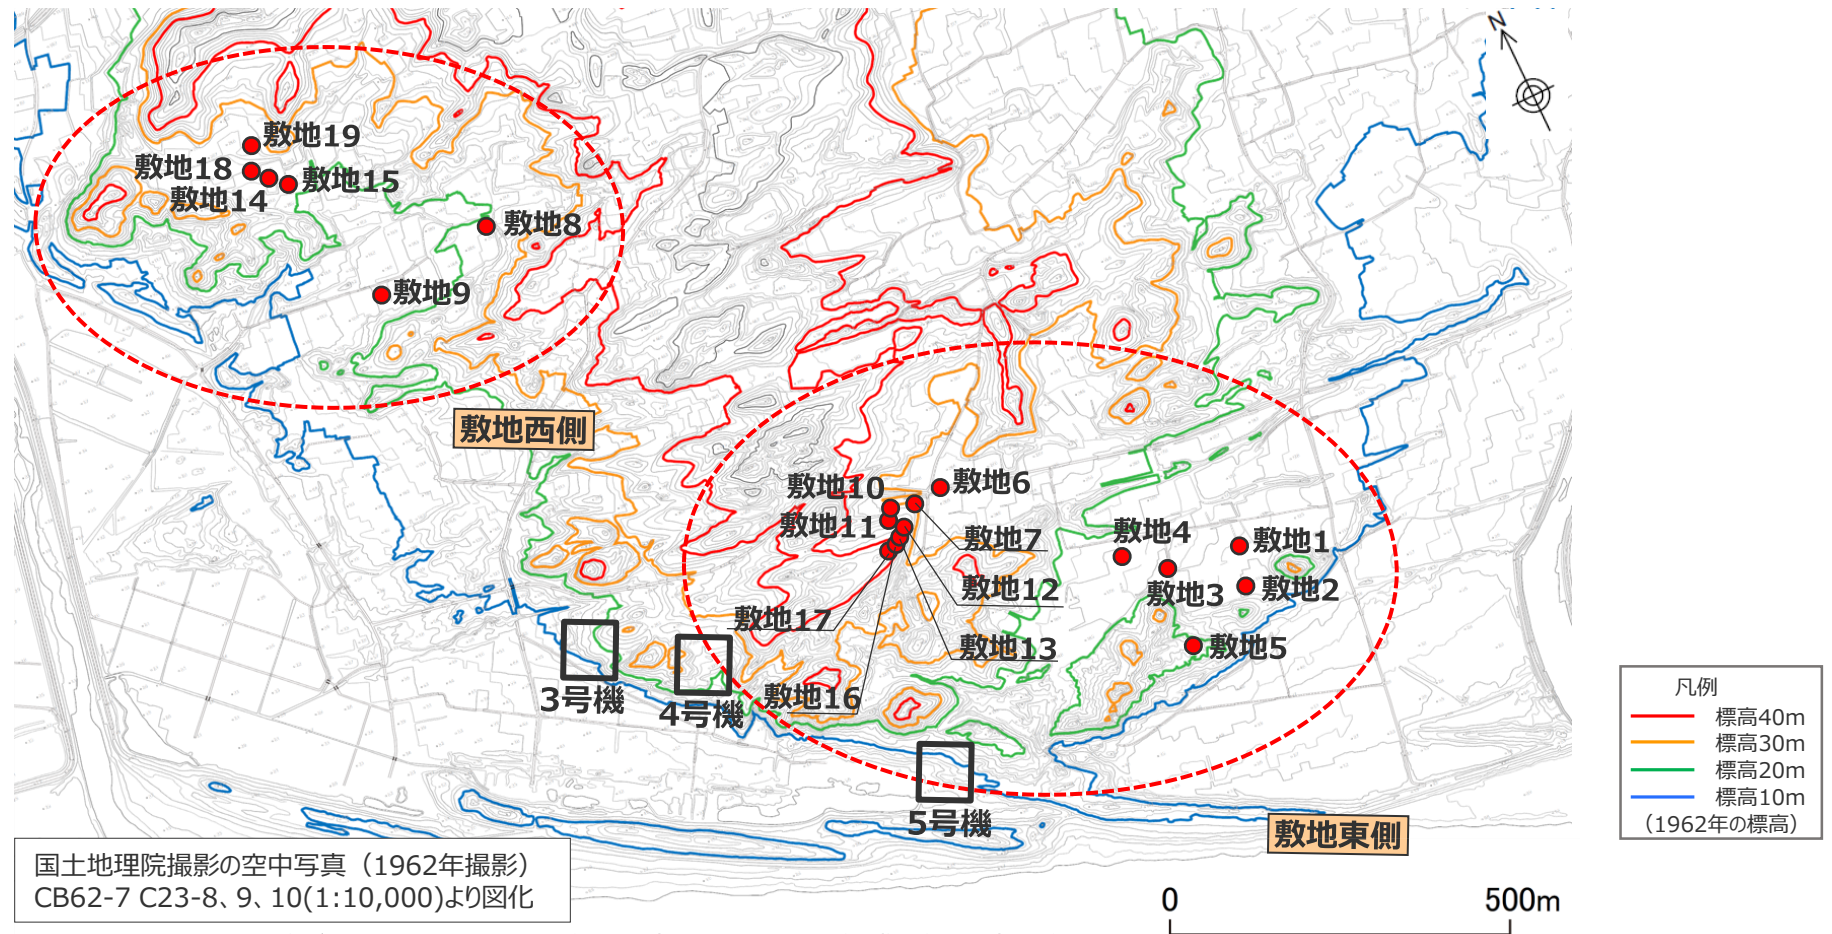 N
敷地19
敷地18
敷地15
敷地14
敷地8
敷地9
敷地西側
敷地10
敷地6
敷地11
敷地7
敷地4
敷地1
敷地12
敷地3
敷地2
敷地17
敷地13
敷地5
敷地16
3号機
4号機
5号機
敷地東側
凡例
標高40m
標高30m
標高20m
標高10m
（1962年の標高）
国土地理院撮影の空中写真（1962年撮影）
CB62-7 C23-8、9、10(1:10,000)より図化
0
500m